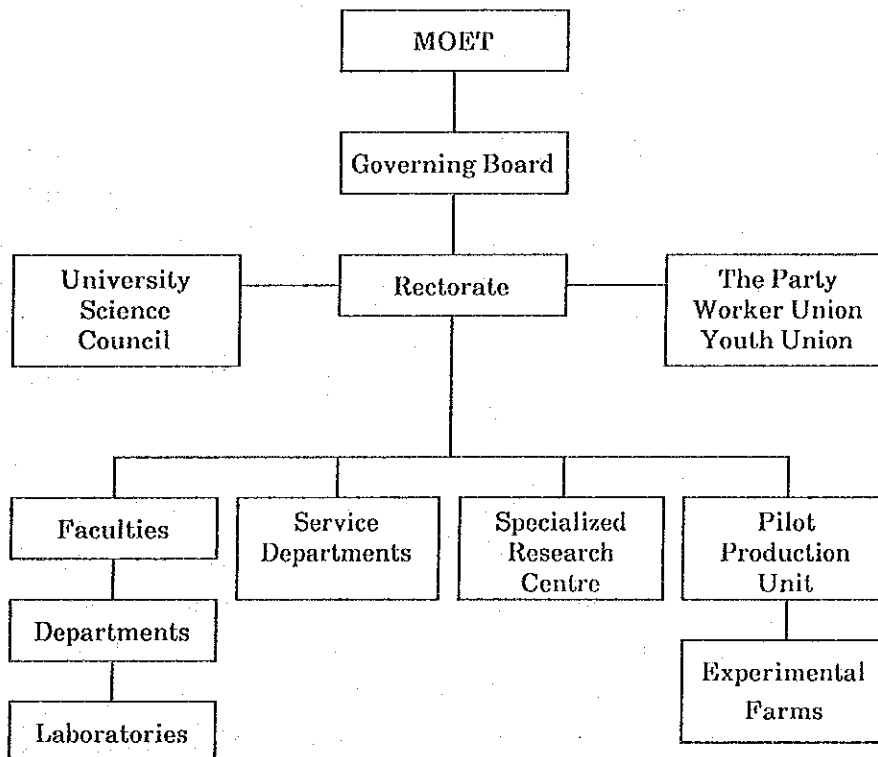 MOET
Governing Board
University
Science
Council
Rectorate
The Party
Worker Union
Youth Union
Faculties
Service
Departments
Specialized
Research
Centre
Pilot
Production
Unit
Departments
Experimental
Farms
Laboratories